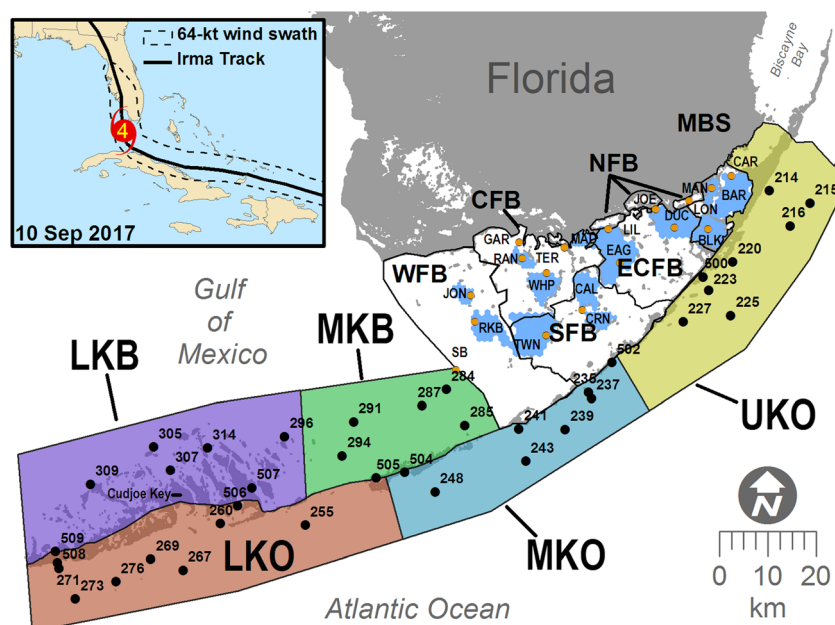 64-kt wind swath
Irma Track
4
10 Sep 2017
Florida
Biscayne
Bay
MBS
NFB
CFB
WFB
ECFB
SFB
CAR
MAN
BAR
LON
JOE
DUC
BLK
LIL
MAD
EAG
GAR
TER
RAN
WHP
CAL
JON
RKB
TWN
CRN
SB
Gulf
of
Mexico
LKB
MKB
UKO
MKO
LKO
214
215
216
220
500
223
225
227
502
235
237
239
241
243
284
287
285
291
294
296
504
505
248
305
314
307
309
507
506
Cudjoe Key
260
255
509
508
271
273
276
269
267
Atlantic Ocean
N
0 10 20
km